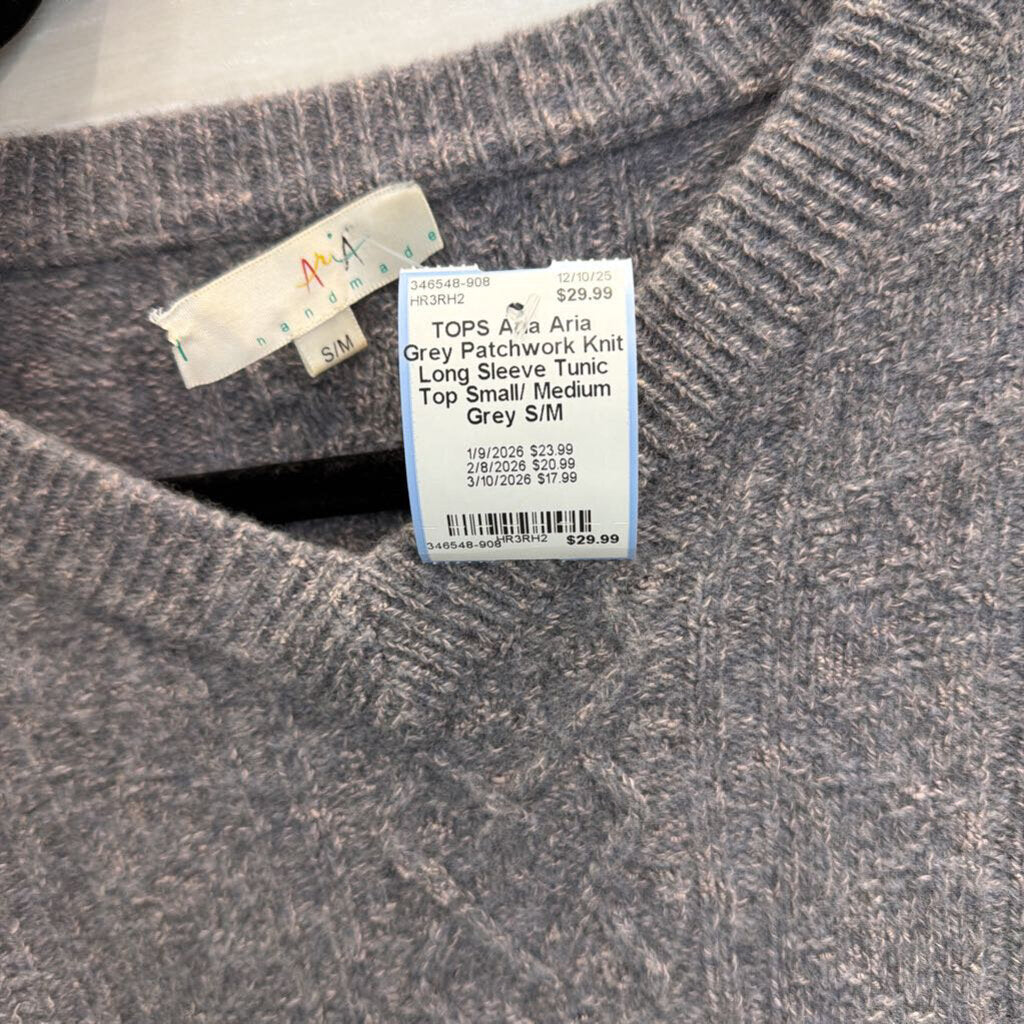 AriA
handmade
S/M
346548-908 12/10/25
HR3RH2 $29.99
TOPS Aria
Grey Patchwork Knit
Long Sleeve Tunic
Top Small/ Medium
Grey S/M
1/9/2026 $23.99
2/8/2026 $20.99
3/10/2026 $17.99
346548-908 HR3RH2 $29.99